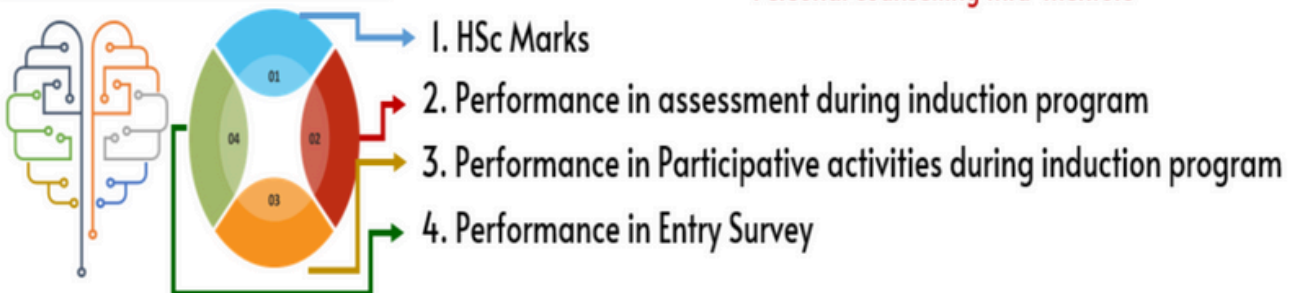 1. HSc Marks
01
2. Performance in assessment during induction program
04
02
3. Performance in Participative activities during induction program
03
4. Performance in Entry Survey